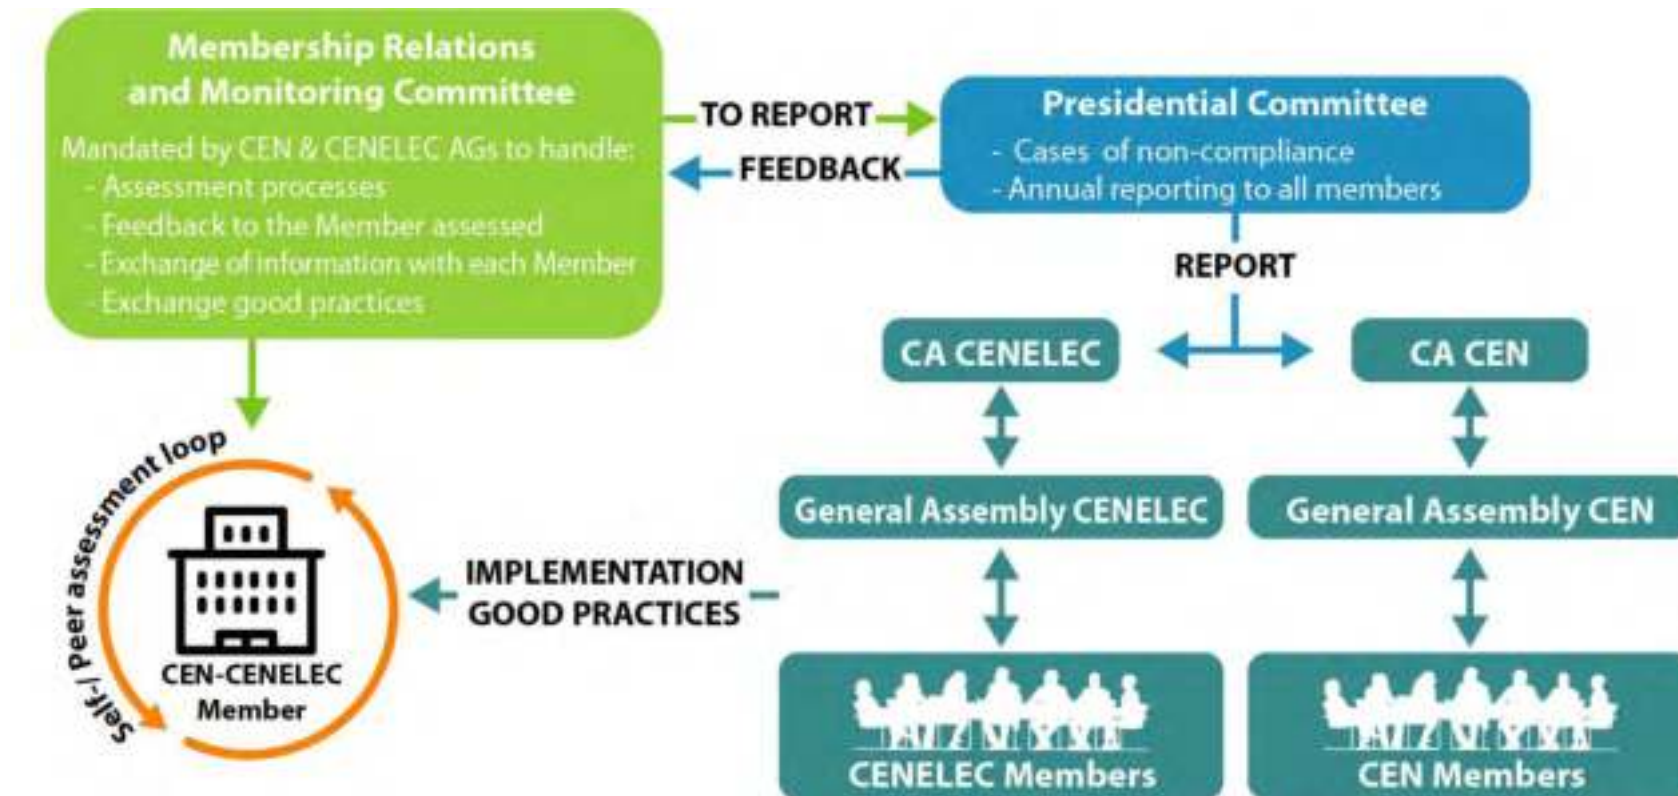 Membership Relations
and Monitoring Committee
Mandated by CEN & CENELEC AGs to handle:
- Assessment processes
- Feedback to the Member assessed
- Exchange of information with each Member
- Exchange good practices
TO REPORT
FEEDBACK
Presidential Committee
- Cases of non-compliance
- Annual reporting to all members
REPORT
CA CENELEC
CA CEN
General Assembly CENELEC
General Assembly CEN
Self-/ Peer assessment loop
CEN-CENELEC
Member
IMPLEMENTATION
GOOD PRACTICES
CENELEC Members
CEN Members